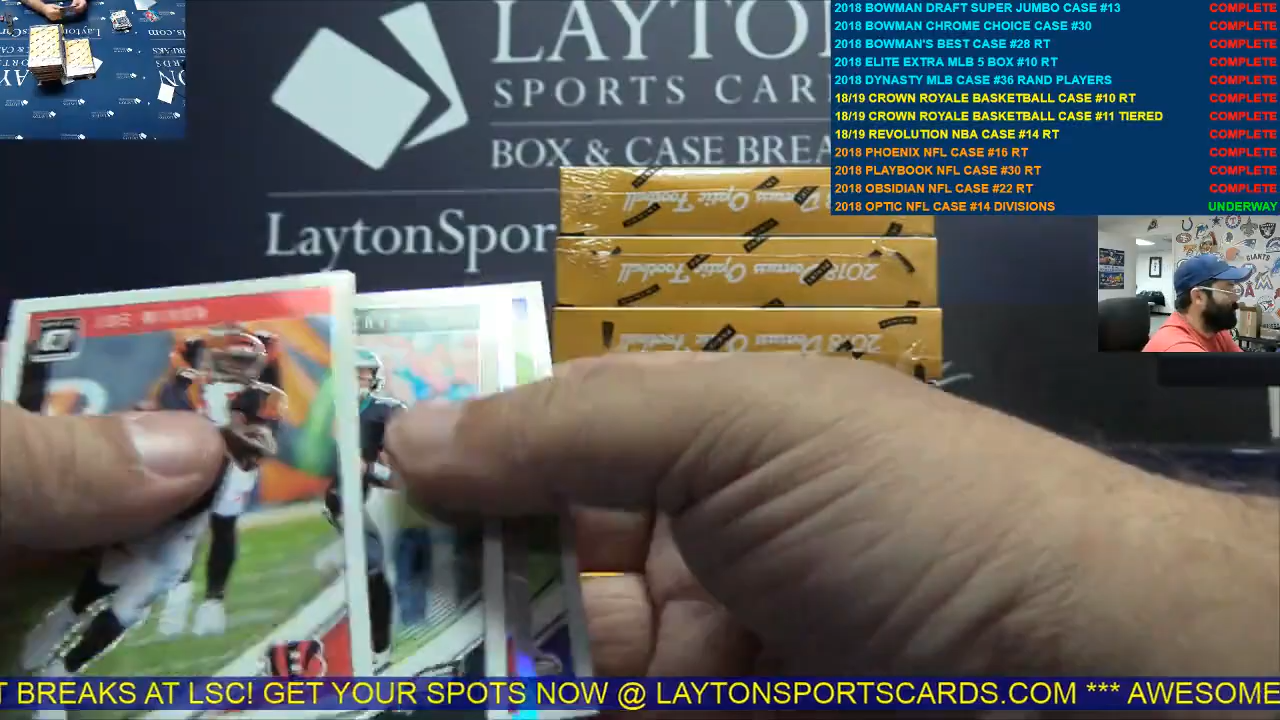 2018 BOWMAN DRAFT SUPER JUMBO CASE #13 COMPLETE
2018 BOWMAN CHROME CHOICE CASE #30 COMPLETE
2018 BOWMAN'S BEST CASE #28 RT COMPLETE
2018 ELITE EXTRA MLB 5 BOX #10 RT COMPLETE
2018 DYNASTY MLB CASE #36 RAND PLAYERS COMPLETE
18/19 CROWN ROYALE BASKETBALL CASE #10 RT COMPLETE
18/19 CROWN ROYALE BASKETBALL CASE #11 TIERED COMPLETE
18/19 REVOLUTION NBA CASE #14 RT COMPLETE
2018 PHOENIX NFL CASE #16 RT COMPLETE
2018 PLAYBOOK NFL CASE #30 RT COMPLETE
2018 OBSIDIAN NFL CASE #22 RT COMPLETE
2018 OPTIC NFL CASE #14 DIVISIONS UNDERWAY
LAYTO
SPORTS CAR
BOX & CASE BREA
LaytonSpor
Donruss Optic Football
2018 Donruss Optic Football
2018 Donruss Optic Football
GIANTS
T BREAKS AT LSC! GET YOUR SPOTS NOW @ LAYTONSPORTSCARDS.COM *** AWESOME